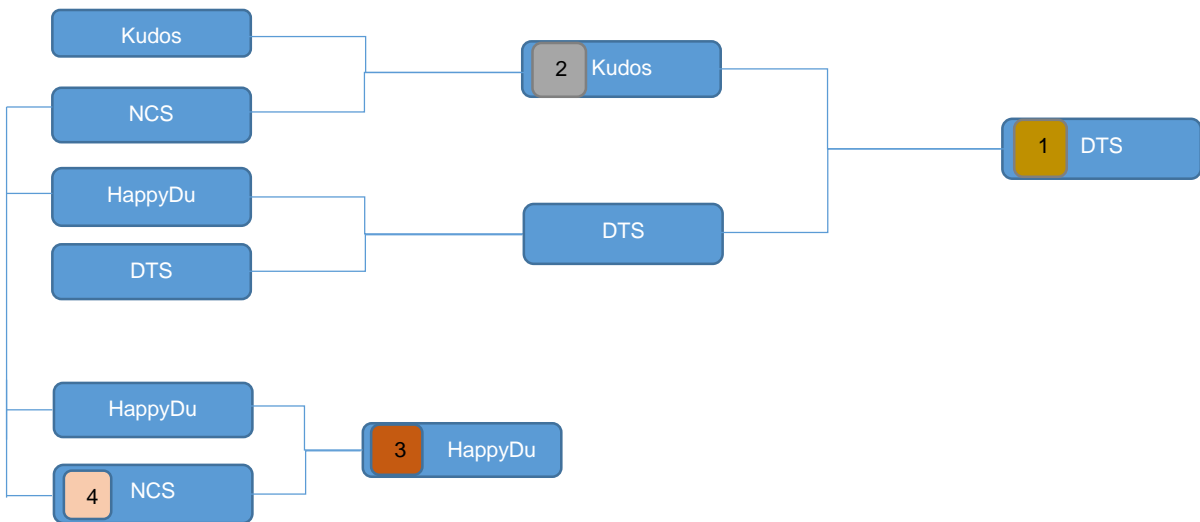 Kudos
2 Kudos
NCS
1 DTS
HappyDu
DTS
DTS
HappyDu
3 HappyDu
4 NCS